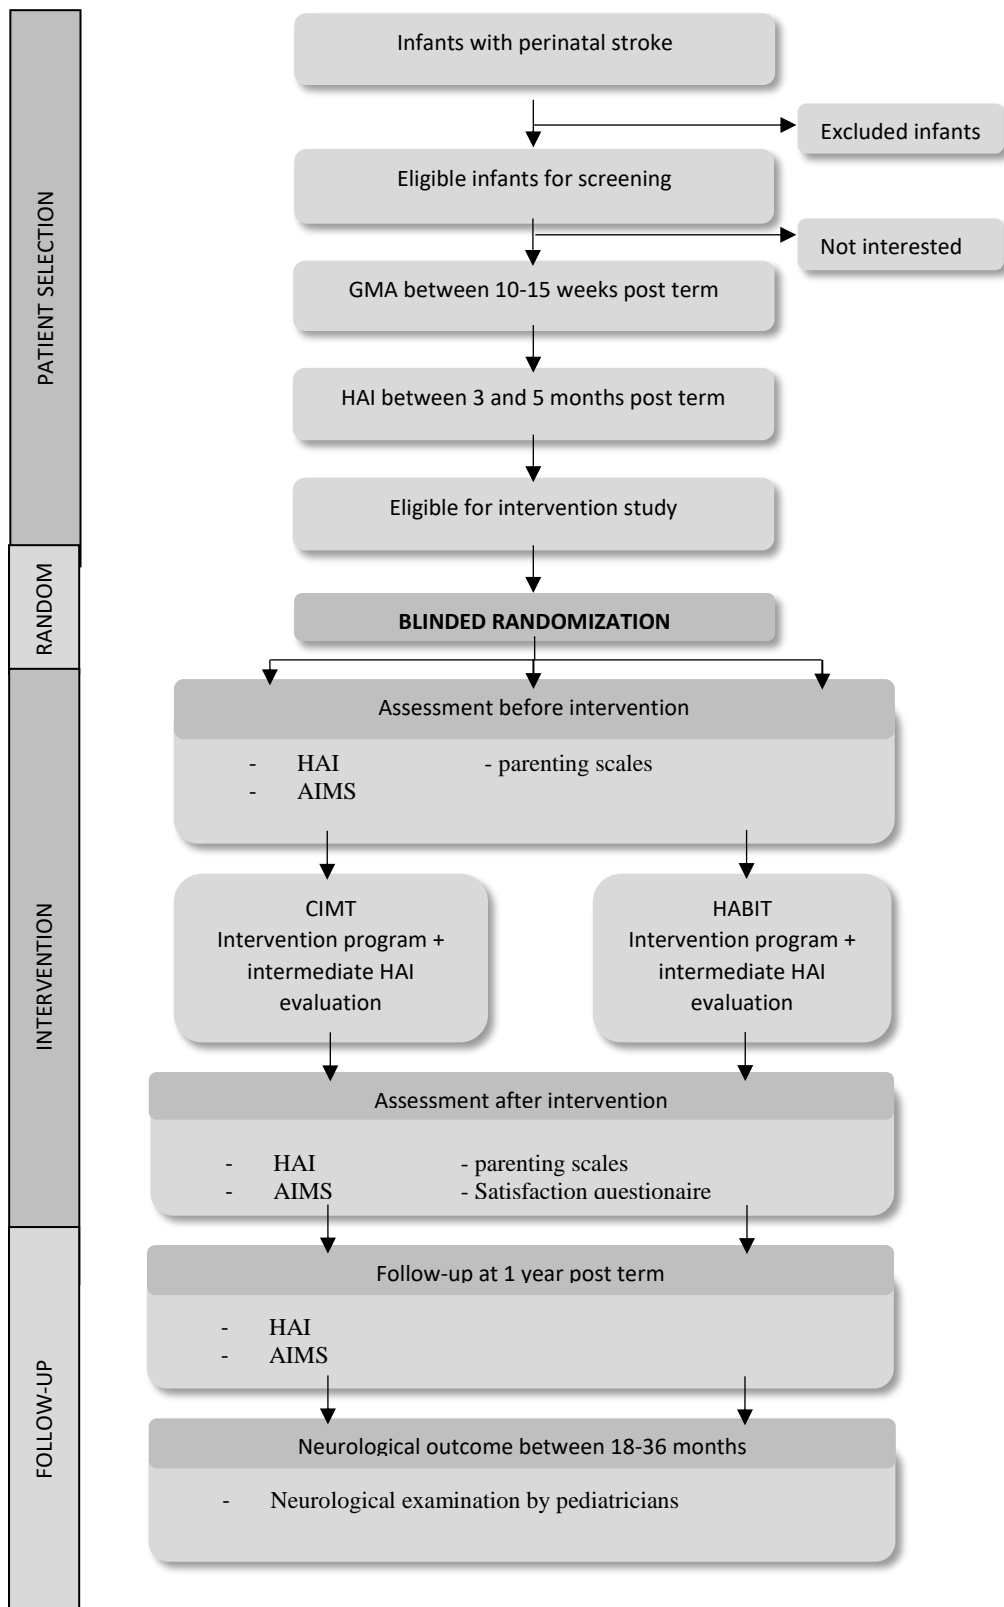 Infants with perinatal stroke
Excluded infants
Eligible infants for screening
Not interested
GMA between 10-15 weeks post term
HAI between 3 and 5 months post term
Eligible for intervention study
PATIENT SELECTION
BLINDED RANDOMIZATION
RANDOM
Assessment before intervention
- HAI - parenting scales
- AIMS
CIMT
Intervention program +
intermediate HAI
evaluation
HABIT
Intervention program +
intermediate HAI
evaluation
Assessment after intervention
- HAI - parenting scales
- AIMS - Satisfaction questionaire
INTERVENTION
Follow-up at 1 year post term
- HAI
- AIMS
Neurological outcome between 18-36 months
- Neurological examination by pediatricians
FOLLOW-UP